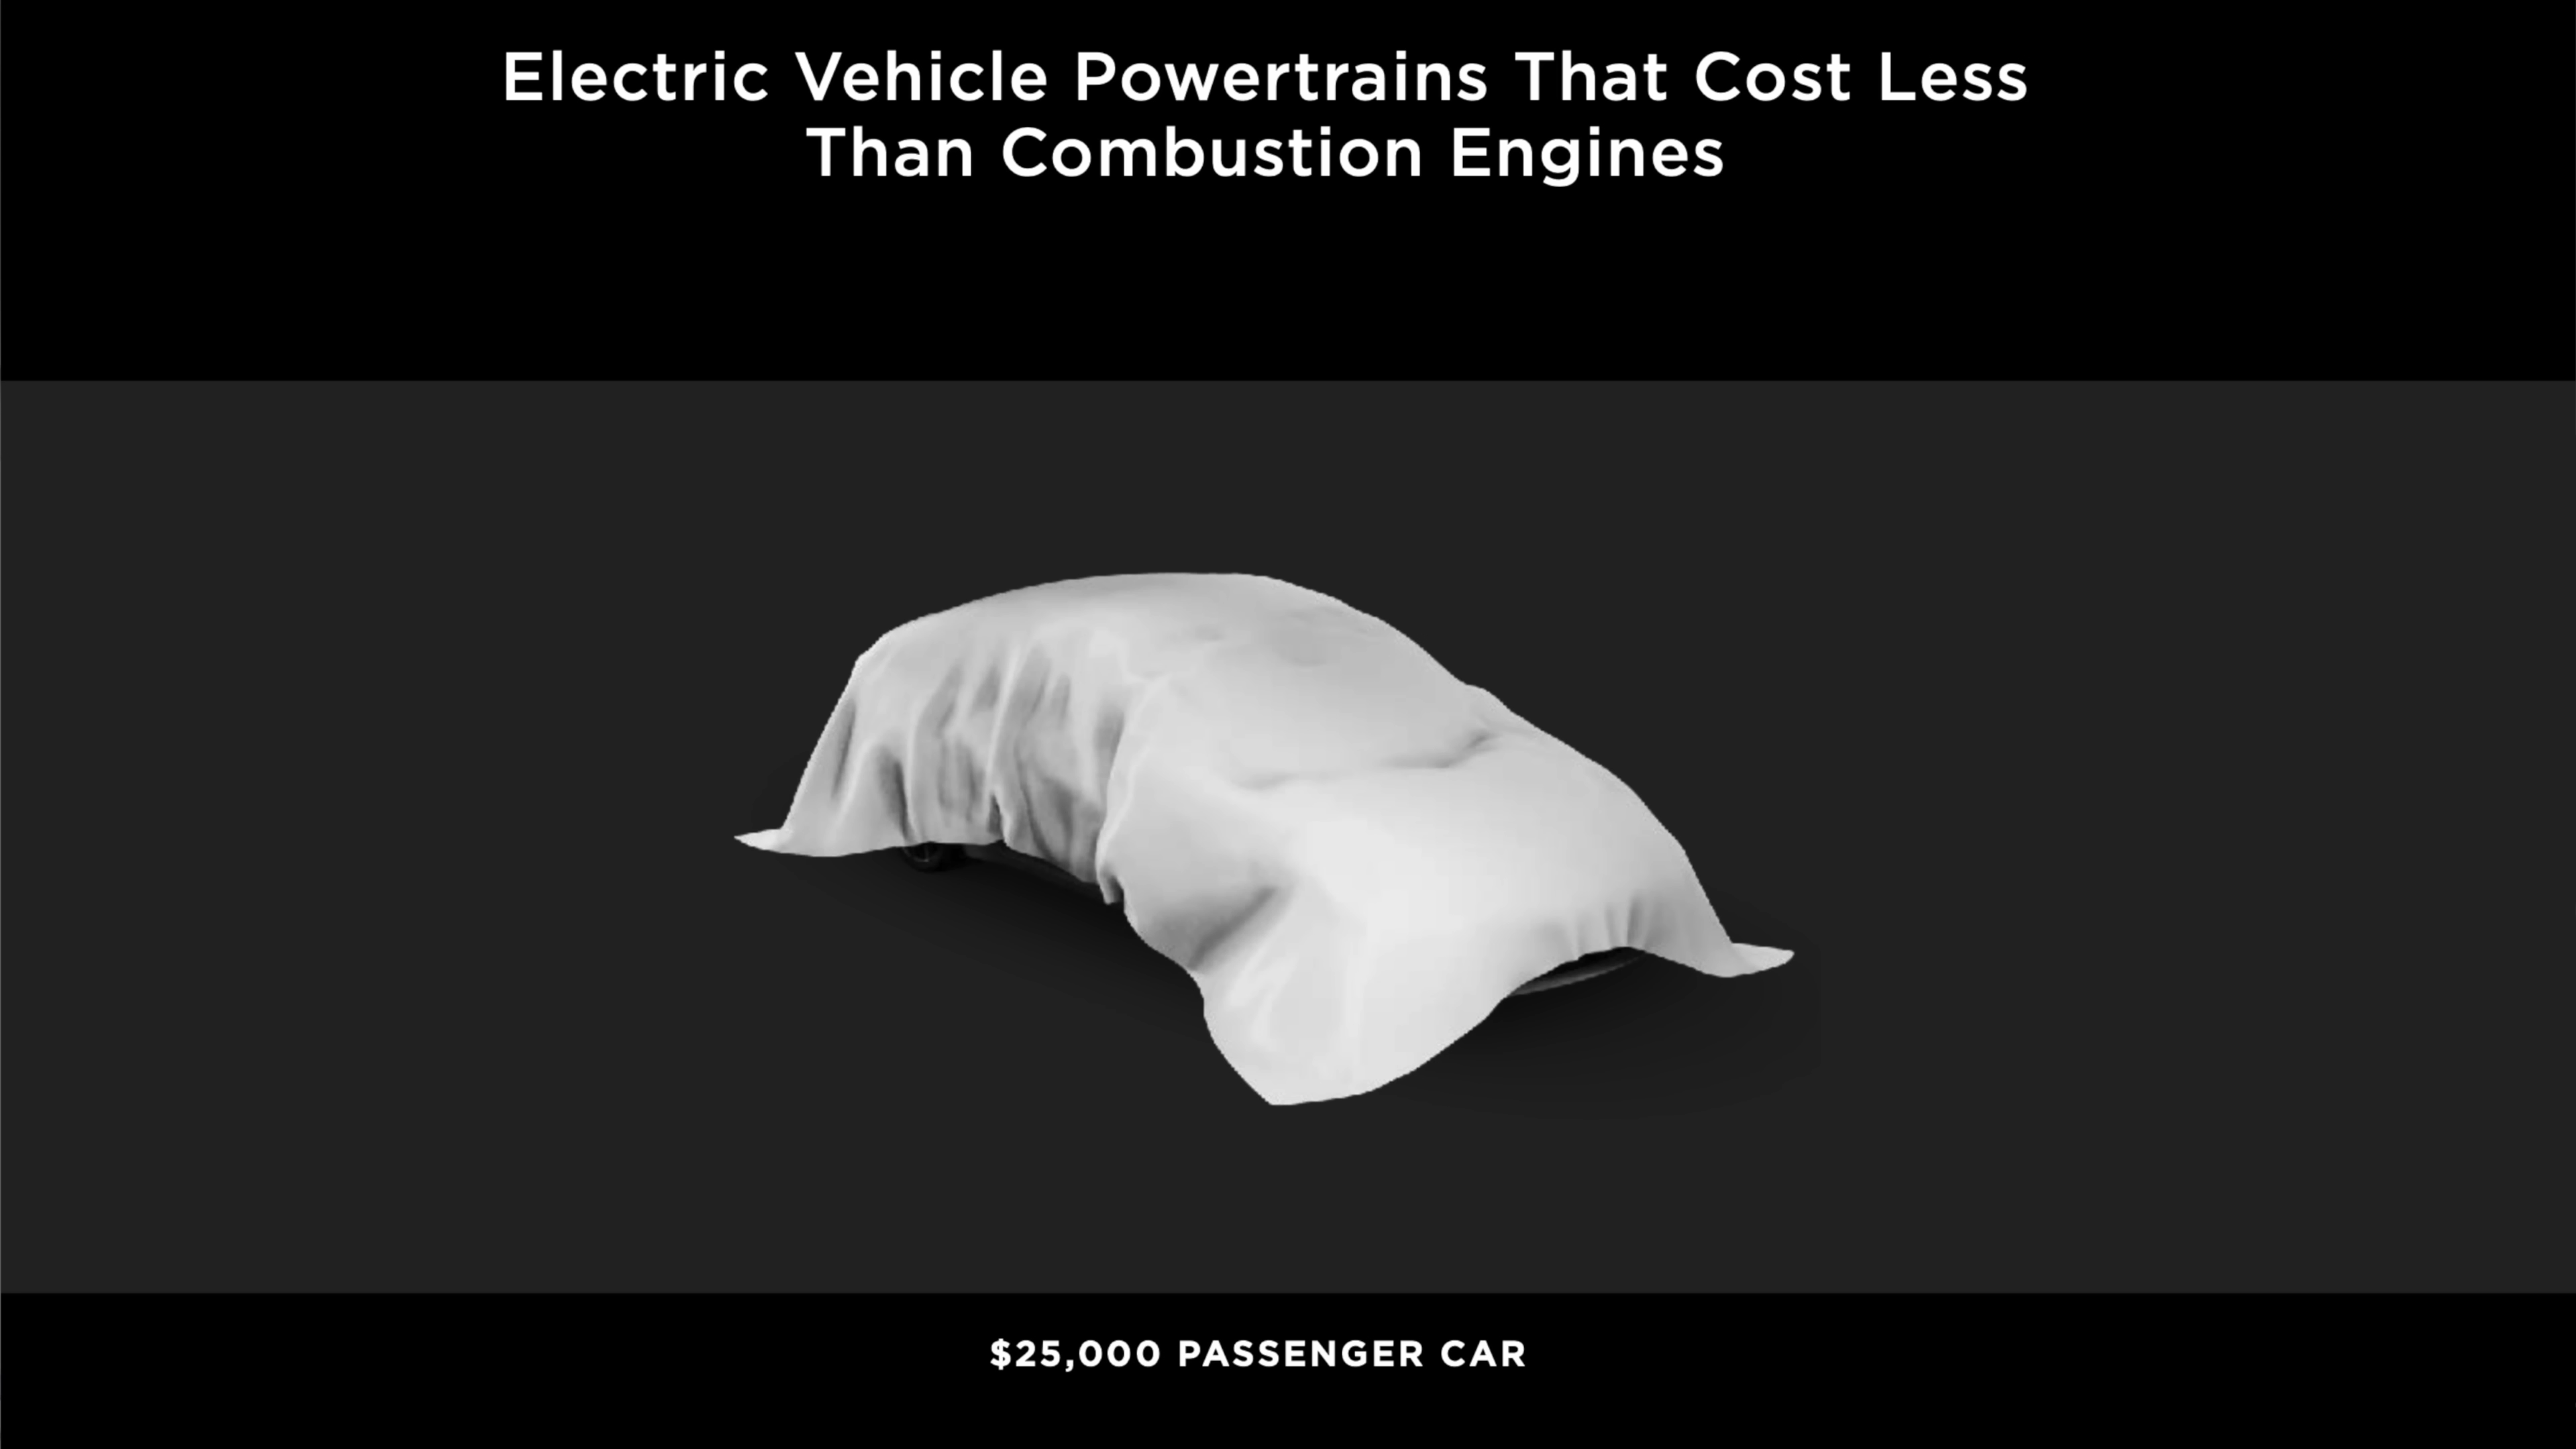 Electric Vehicle Powertrains That Cost Less
Than Combustion Engines
$25,000 PASSENGER CAR